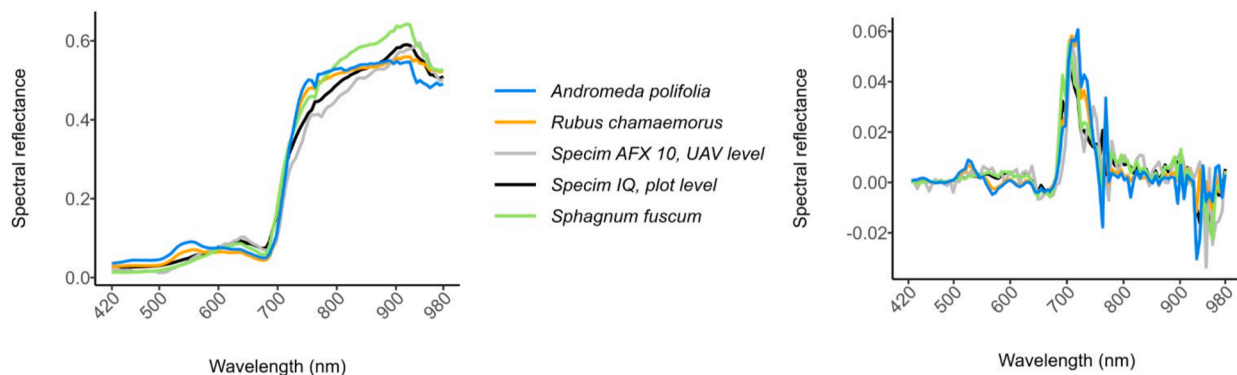 Spectral reflectance
0.6
0.4
0.2
0.0
420
500
600
700
800
900
980
Wavelength (nm)
Andromeda polifolia
Rubus chamaemorus
Specim AFX 10, UAV level
Specim IQ, plot level
Sphagnum fuscum
Spectral reflectance
0.06
0.04
0.02
0.00
-0.02
420
500
600
700
800
900
980
Wavelength (nm)